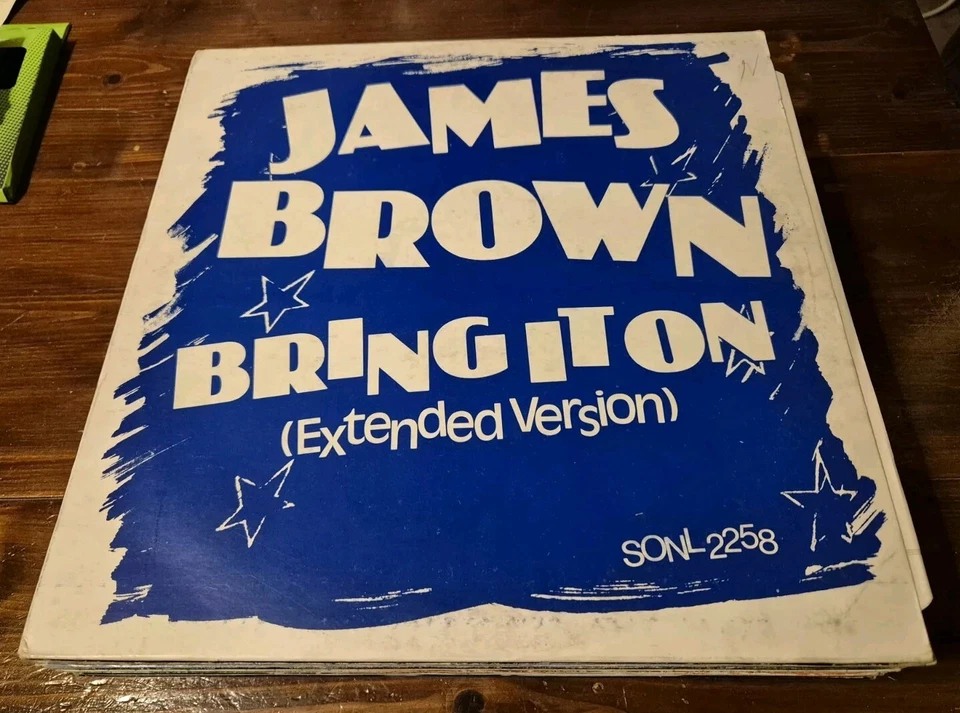 JAMES
BROWN
BRING IT ON
(Extended Version)
SONL 2258